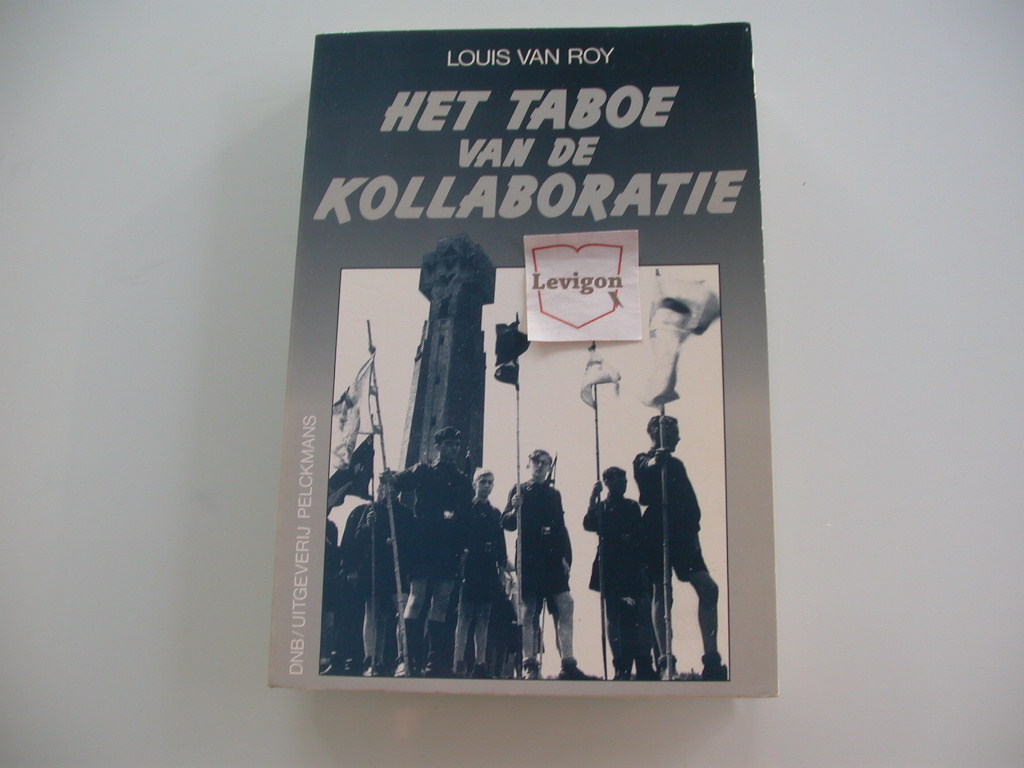 LOUIS VAN ROY
HET TABOE
VAN DE
KOLLABORATIE
Levigon
DNB/UITGEVERIJ PELCKMANS